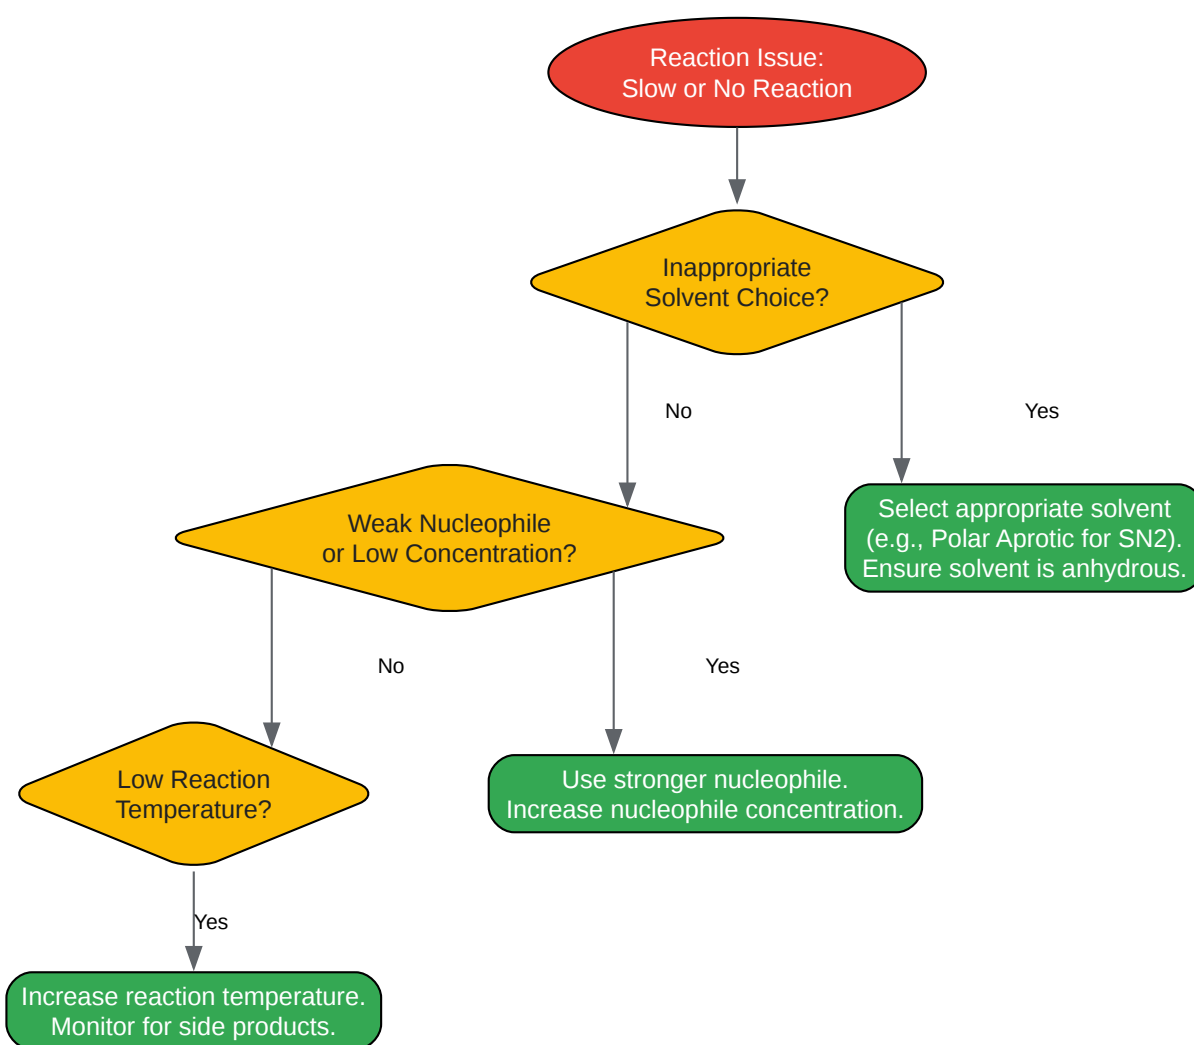 Reaction Issue:
Slow or No Reaction
Inappropriate
Solvent Choice?
No
Yes
Weak Nucleophile
or Low Concentration?
Select appropriate solvent
(e.g., Polar Aprotic for SN2).
Ensure solvent is anhydrous.
No
Yes
Low Reaction
Temperature?
Use stronger nucleophile.
Increase nucleophile concentration.
Yes
Increase reaction temperature.
Monitor for side products.